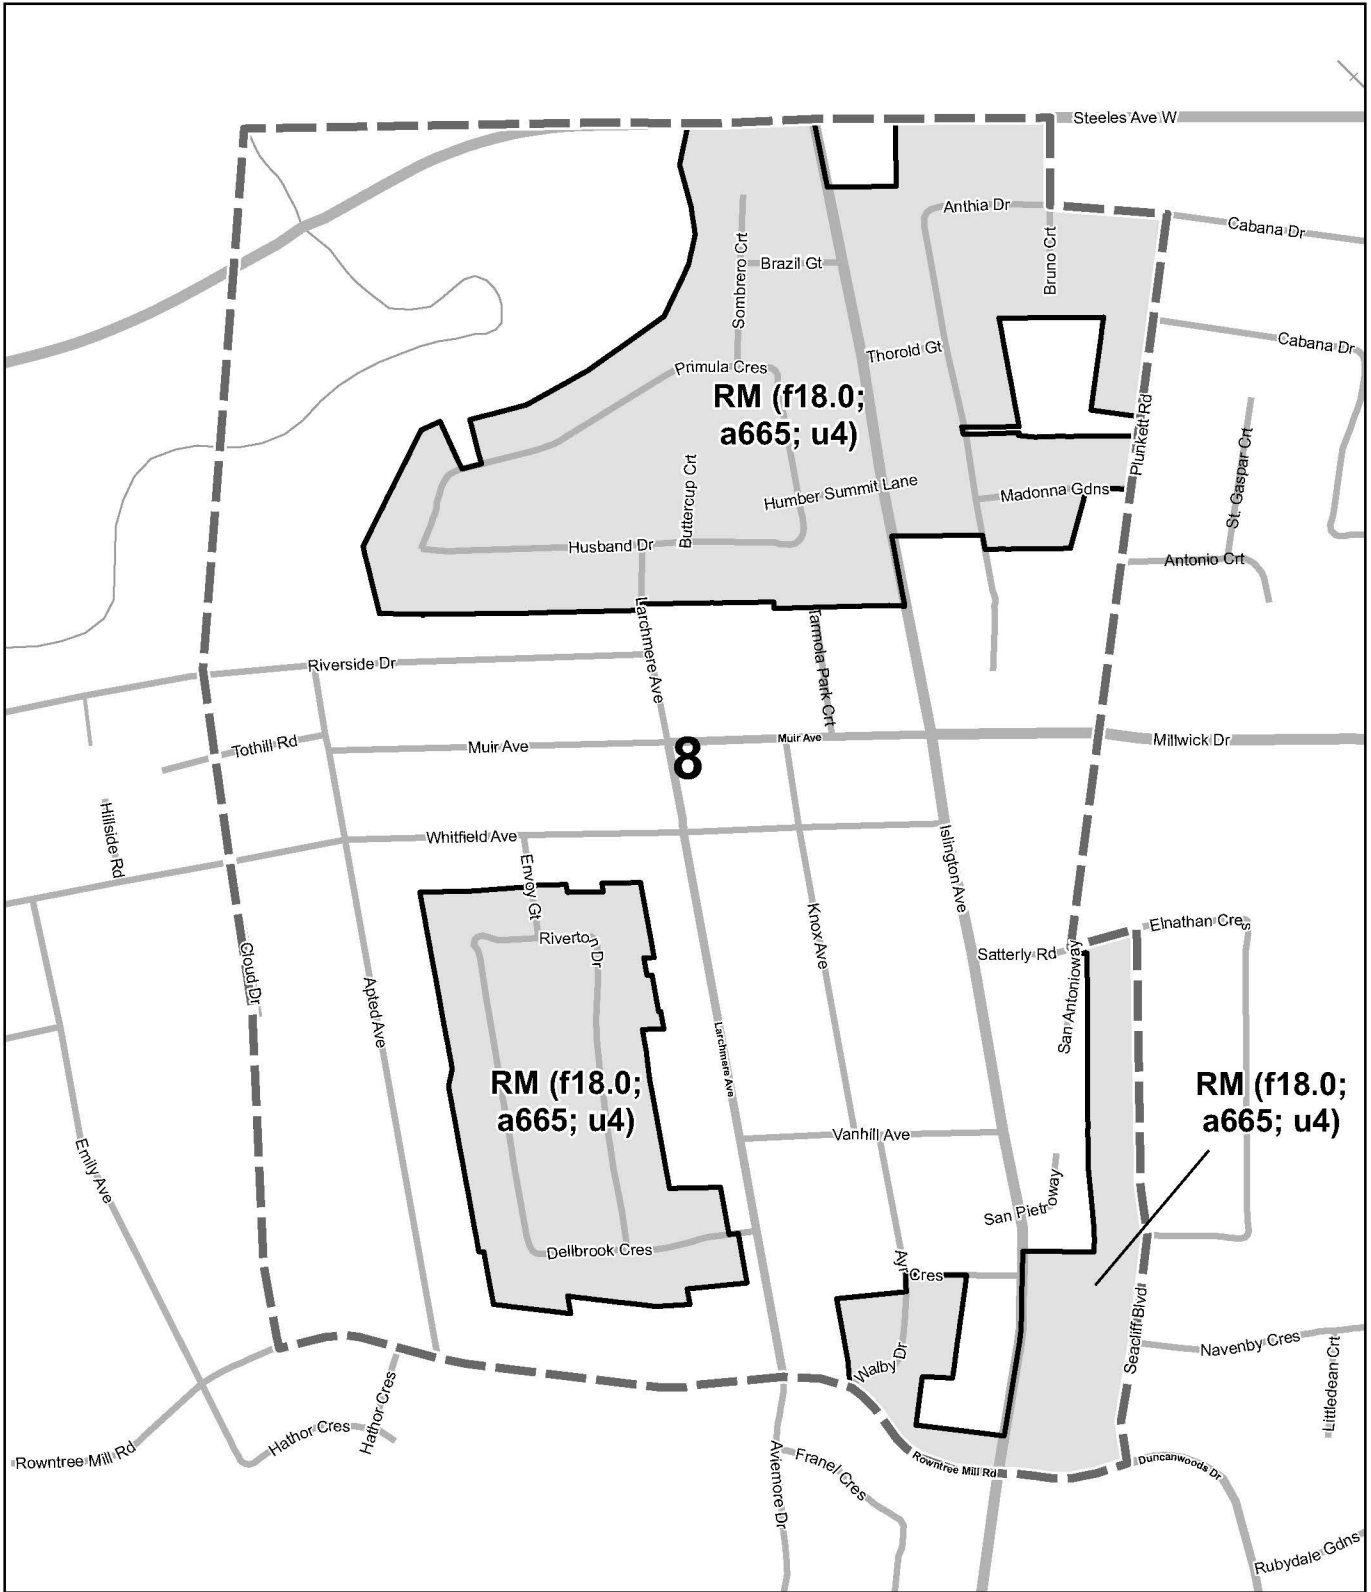 Steeles Ave W
Anthia Dr
Cabana Dr
Bruno Crt
Sombrero Crt
Brazil Gt
Cabana Dr
Thorold Gt
Primula Cres
RM (f18.0;
a665; u4)
Plunkett Rd
St. Gaspar Crt
Buttercup Crt
Humber Summit Lane
Madonna Gdns
Husband Dr
Antonio Crt
Larchmere Ave
Tarmola Park Crt
Riverside Dr
Tothill Rd
Muir Ave
Muir Ave
Millwick Dr
8
Hillside Rd
Whitfield Ave
Islington Ave
Envoy Gt
Knox Ave
Elnathan Cres
Riverton Dr
Satterly Rd
San Antonioway
Cloud Dr
Apted Ave
Larchmere Ave
RM (f18.0;
a665; u4)
RM (f18.0;
a665; u4)
Vanhill Ave
Emily Ave
San Pietroway
Dellbrook Cres
Ayr Cres
Seacliff Blvd
Walby Dr
Navenby Cres
Littledean Crt
Hathor Cres
Hathor Cres
Rowntree Mill Rd
Aviemore Dr
Franel Cres
Rowntree Mill Rd
Duncanwoods Dr
Rubydale Gdns